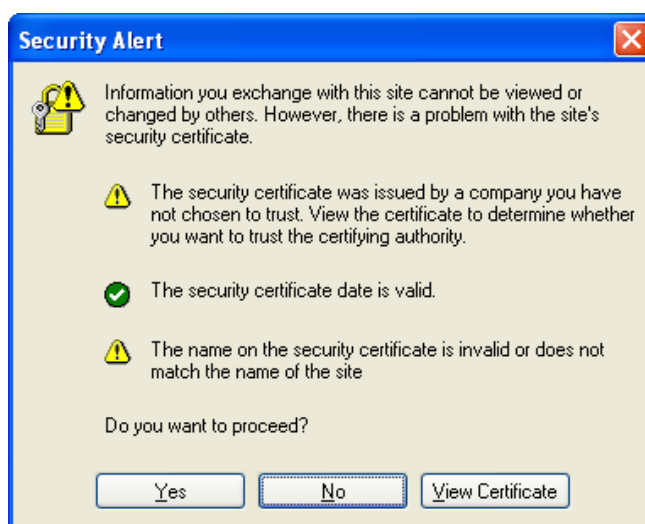 Security Alert
Information you exchange with this site cannot be viewed or
changed by others. However, there is a problem with the site's
security certificate.
The security certificate was issued by a company you have
not chosen to trust. View the certificate to determine whether
you want to trust the certifying authority.
The security certificate date is valid.
The name on the security certificate is invalid or does not
match the name of the site
Do you want to proceed?
Yes
No
View Certificate